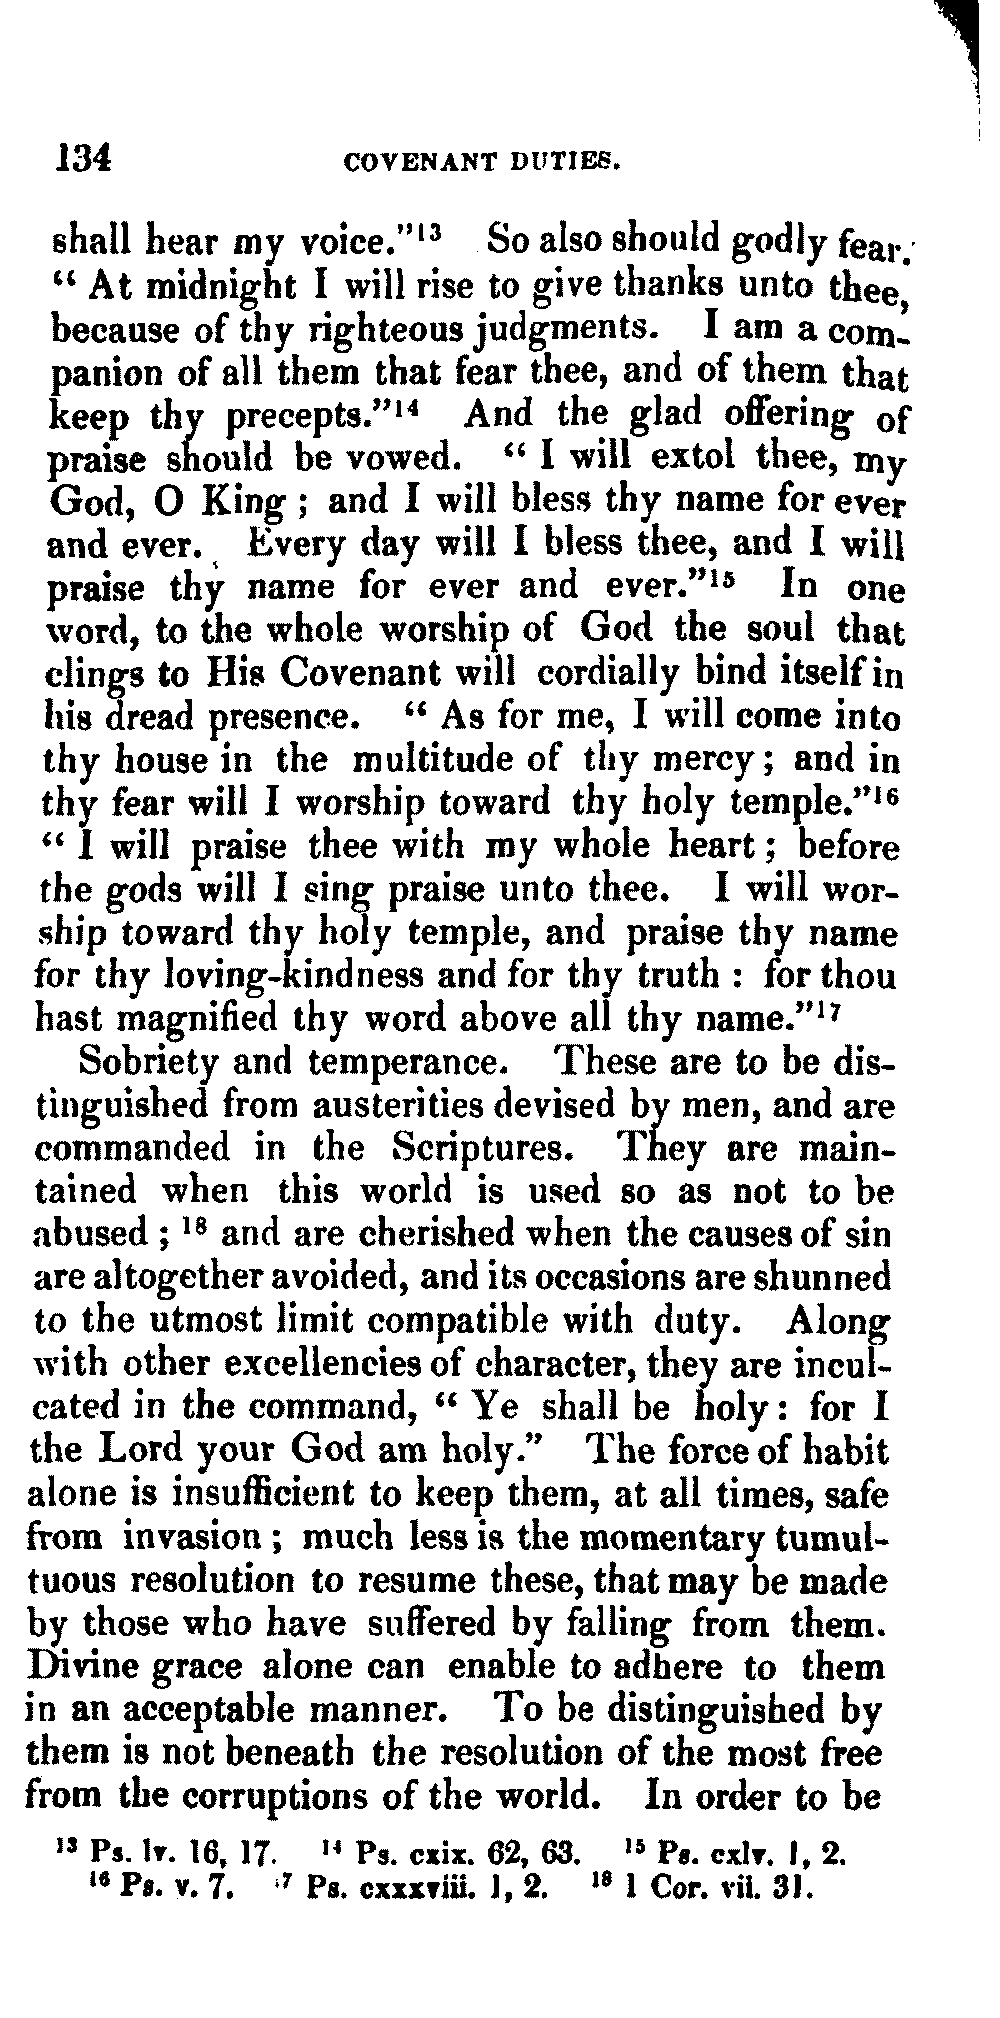 134 COVENANT DUTIES.
shall hear my voice."13 So also should godly fear.
" At midnight I will rise to give thanks unto thee,
because of thy righteous judgments. I am a com-
panion of all them that fear thee, and of them that
keep thy precepts."14 And the glad offering of
praise should be vowed. " I will extol thee, my
God, O King ; and I will bless thy name for ever
and ever. Every day will I bless thee, and I will
praise thy name for ever and ever."15 In one
word, to the whole worship of God the soul that
clings to His Covenant will cordially bind itself in
his dread presence. " As for me, I will come into
thy house in the multitude of thy mercy ; and in
thy fear will I worship toward thy holy temple."16
" I will praise thee with my whole heart ; before
the gods will I sing praise unto thee. I will wor-
ship toward thy holy temple, and praise thy name
for thy loving-kindness and for thy truth : for thou
hast magnified thy word above all thy name."17
Sobriety and temperance. These are to be dis-
tinguished from austerities devised by men, and are
commanded in the Scriptures. They are main-
tained when this world is used so as not to be
abused ; 18 and are cherished when the causes of sin
are altogether avoided, and its occasions are shunned
to the utmost limit compatible with duty. Along
with other excellencies of character, they are incul-
cated in the command, " Ye shall be holy : for I
the Lord your God am holy." The force of habit
alone is insufficient to keep them, at all times, safe
from invasion ; much less is the momentary tumul-
tuous resolution to resume these, that may be made
by those who have suffered by falling from them.
Divine grace alone can enable to adhere to them
in an acceptable manner. To be distinguished by
them is not beneath the resolution of the most free
from the corruptions of the world. In order to be
13 Ps. lv. 16, 17. 14 Ps. cxix. 62, 63. 15 Ps. cxlv. 1, 2.
16 Ps. v. 7. 17 Ps. cxxxviii. 1, 2. 18 1 Cor. vii. 31.